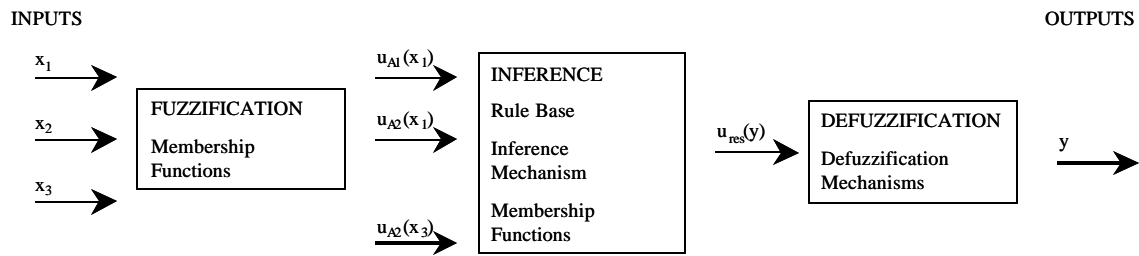 INPUTS
OUTPUTS
x1
x2
x3
FUZZIFICATION
Membership
Functions
uA1(x1)
uA2(x1)
uA2(x3)
INFERENCE
Rule Base
Inference
Mechanism
Membership
Functions
ures(y)
DEFUZZIFICATION
Defuzzification
Mechanisms
y